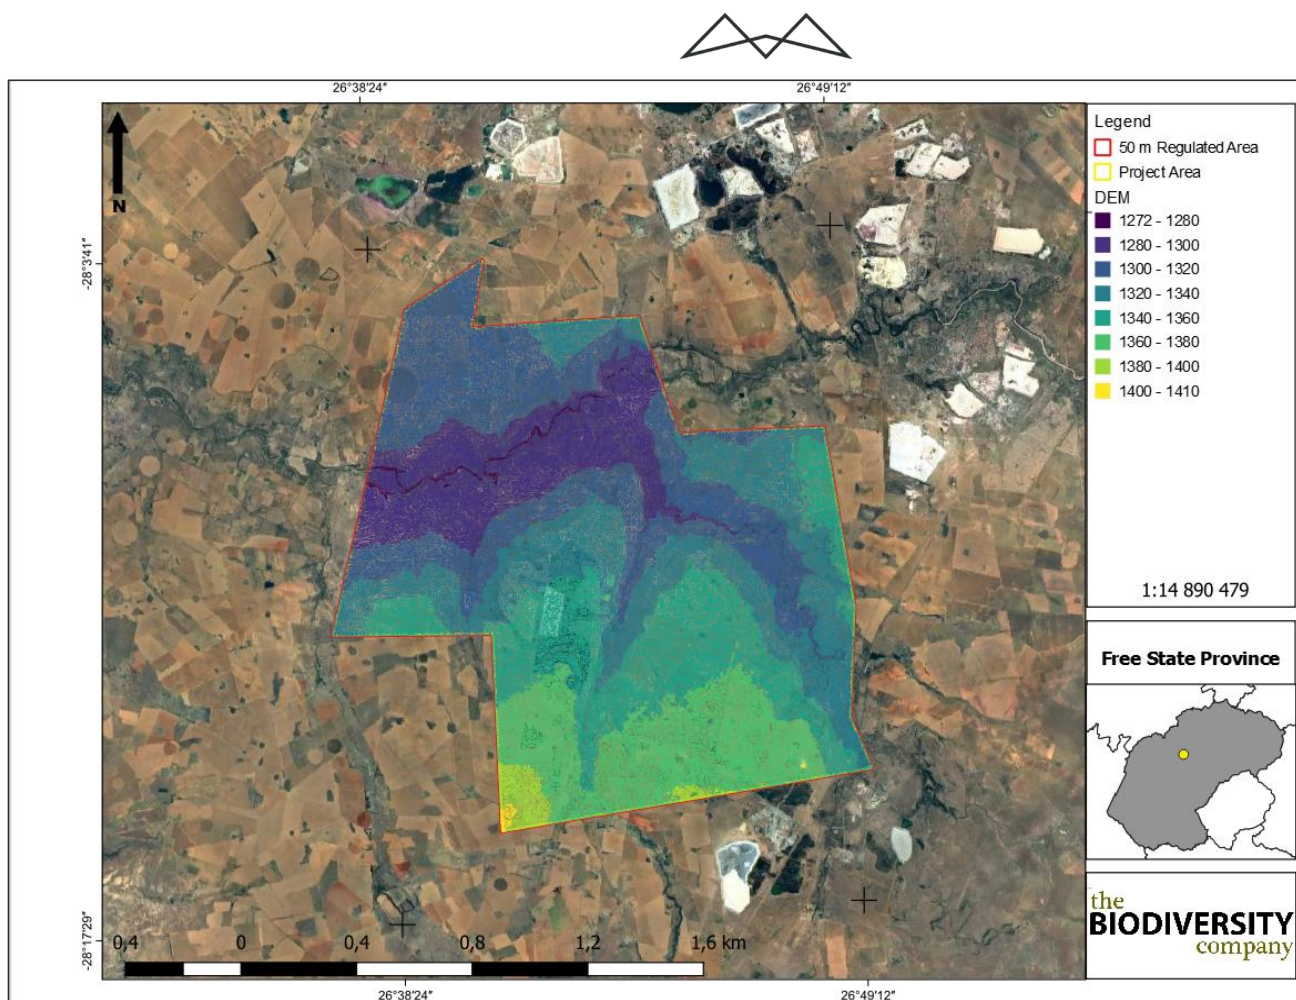 26°38'24"
26°49'12"
N
-28°3'41"
-28°17'29"
Legend
50 m Regulated Area
Project Area
DEM
1272 - 1280
1280 - 1300
1300 - 1320
1320 - 1340
1340 - 1360
1360 - 1380
1380 - 1400
1400 - 1410
1:14 890 479
Free State Province
the
BIODIVERSITY
company
0,4 0 0,4 0,8 1,2 1,6 km
26°38'24"
26°49'12"